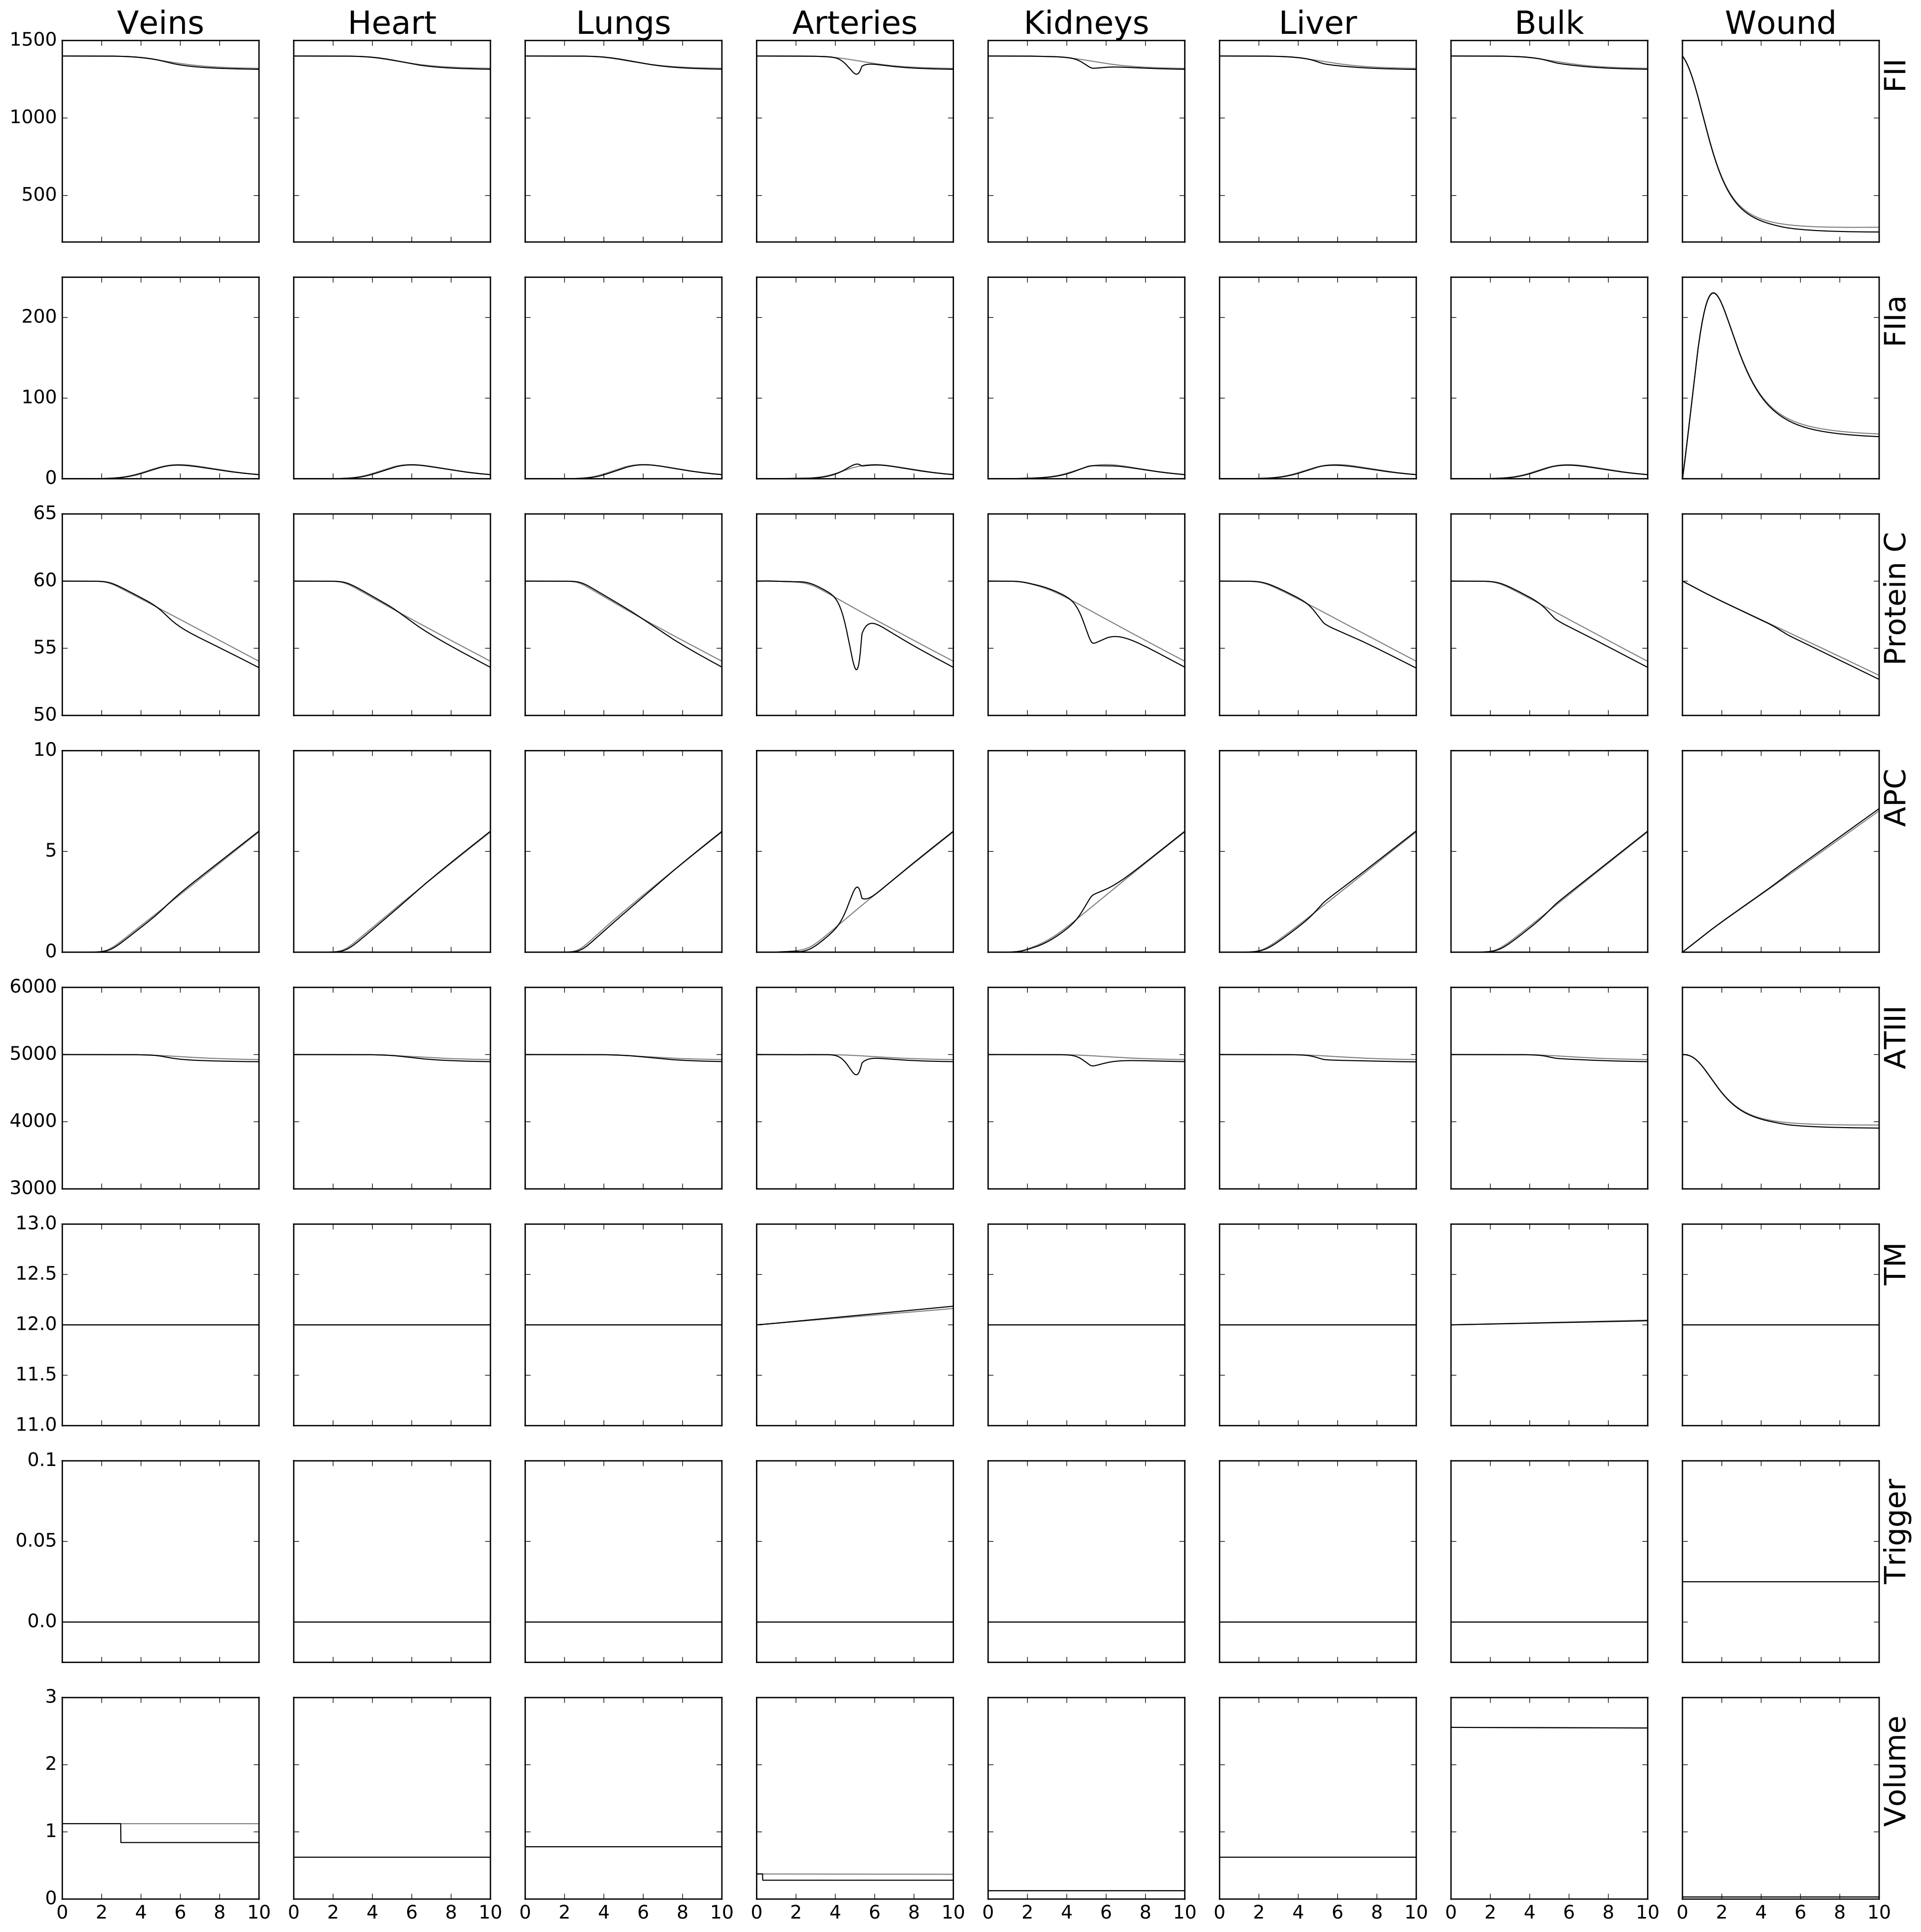 Veins Heart Lungs Arteries Kidneys Liver Bulk Wound
1500
1000
500
FII
200
100
0
FIIa
65
60
55
50
Protein C
10
5
0
APC
6000
5000
4000
3000
ATIII
13.0
12.5
12.0
11.5
11.0
TM
0.1
0.05
0.0
Trigger
3
2
1
0
Volume
0 2 4 6 8 10 0 2 4 6 8 10 0 2 4 6 8 10 0 2 4 6 8 10 0 2 4 6 8 10 0 2 4 6 8 10 0 2 4 6 8 10 0 2 4 6 8 10